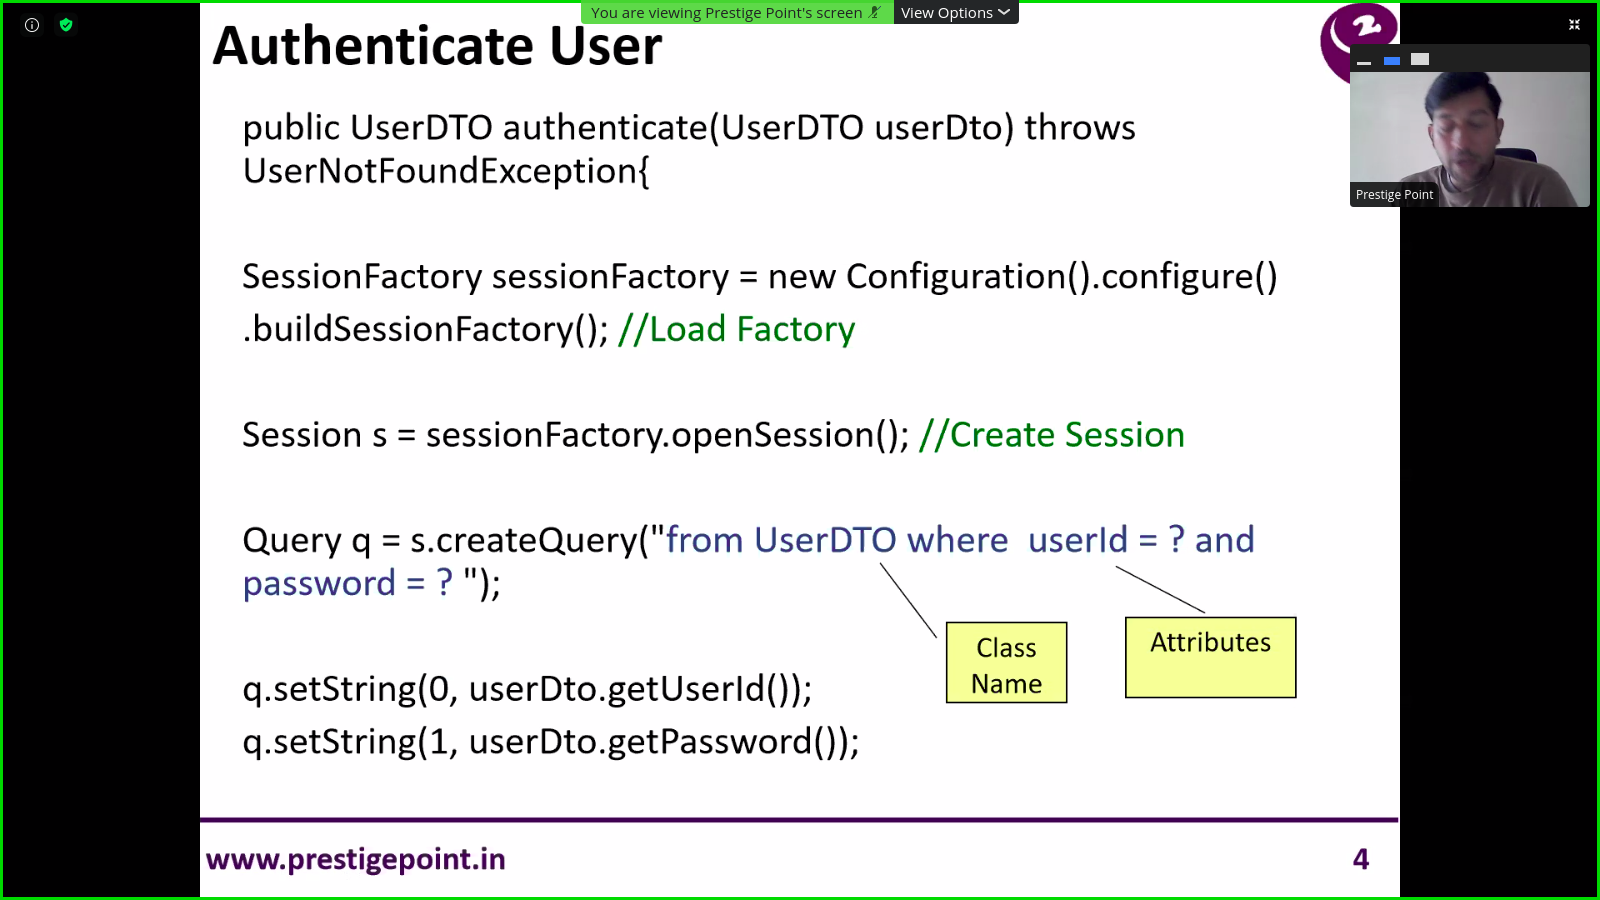 You are viewing Prestige Point's screen View Options
Authenticate User
2
Prestige Point
public UserDTO authenticate(UserDTO userDto) throws
UserNotFoundException{
SessionFactory sessionFactory = new Configuration().configure()
.buildSessionFactory(); //Load Factory
Session s = sessionFactory.openSession(); //Create Session
Query q = s.createQuery("from UserDTO where  userId = ? and
password = ? ");
Class
Name
Attributes
q.setString(0, userDto.getUserId());
q.setString(1, userDto.getPassword());
www.prestigepoint.in
4